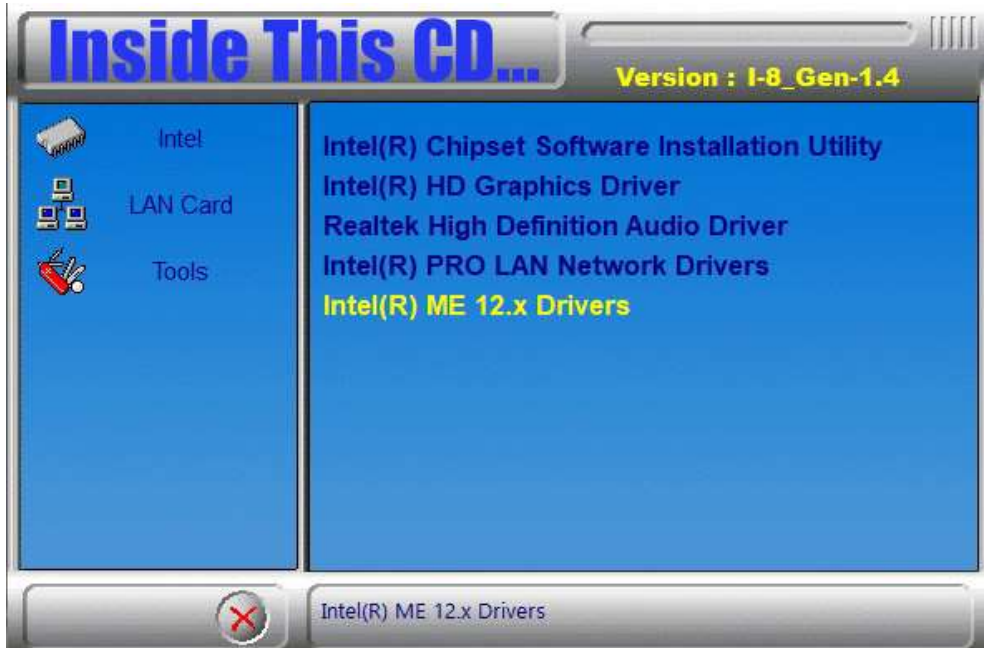 Inside This CD...
Version : I-8_Gen-1.4
Intel
LAN Card
Tools
Intel(R) Chipset Software Installation Utility
Intel(R) HD Graphics Driver
Realtek High Definition Audio Driver
Intel(R) PRO LAN Network Drivers
Intel(R) ME 12.x Drivers
Intel(R) ME 12.x Drivers